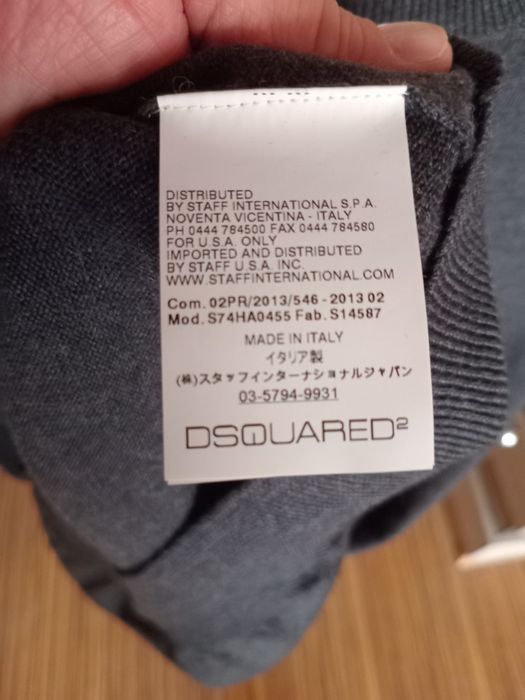 DISTRIBUTED
BY STAFF INTERNATIONAL S.P.A.
NOVENTA VICENTINA - ITALY
PH 0444 784500 FAX 0444 784580
FOR U.S.A. ONLY
IMPORTED AND DISTRIBUTED
BY STAFF U.S.A. INC.
WWW.STAFFINTERNATIONAL.COM
Com. 02PR/2013/546 - 2013 02
Mod. S74HA0455 Fab. S14587
MADE IN ITALY
イタリア製
(株)スタッフインターナショナルジャパン
03-5794-9931
DSQUARED²